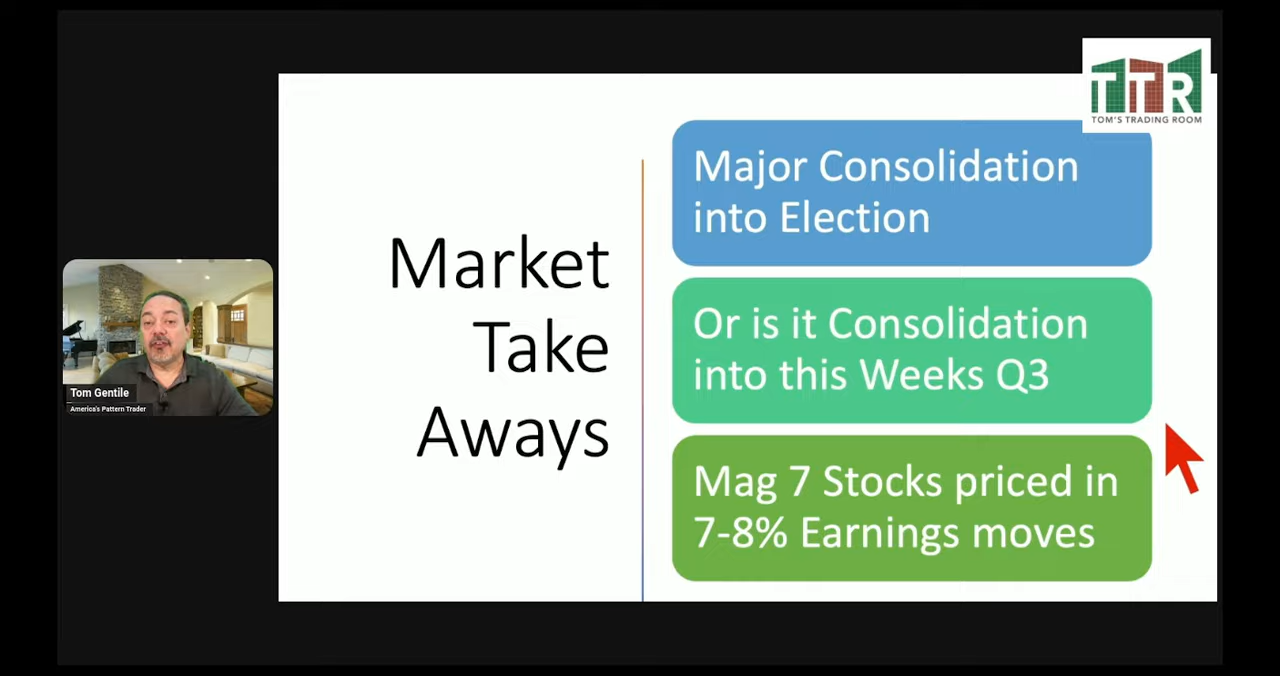 TTR
TOM'S TRADING ROOM
Market
Take
Aways
Major Consolidation
into Election
Or is it Consolidation
into this Weeks Q3
Mag 7 Stocks priced in
7-8% Earnings moves
Tom Gentile
America's Pattern Trader